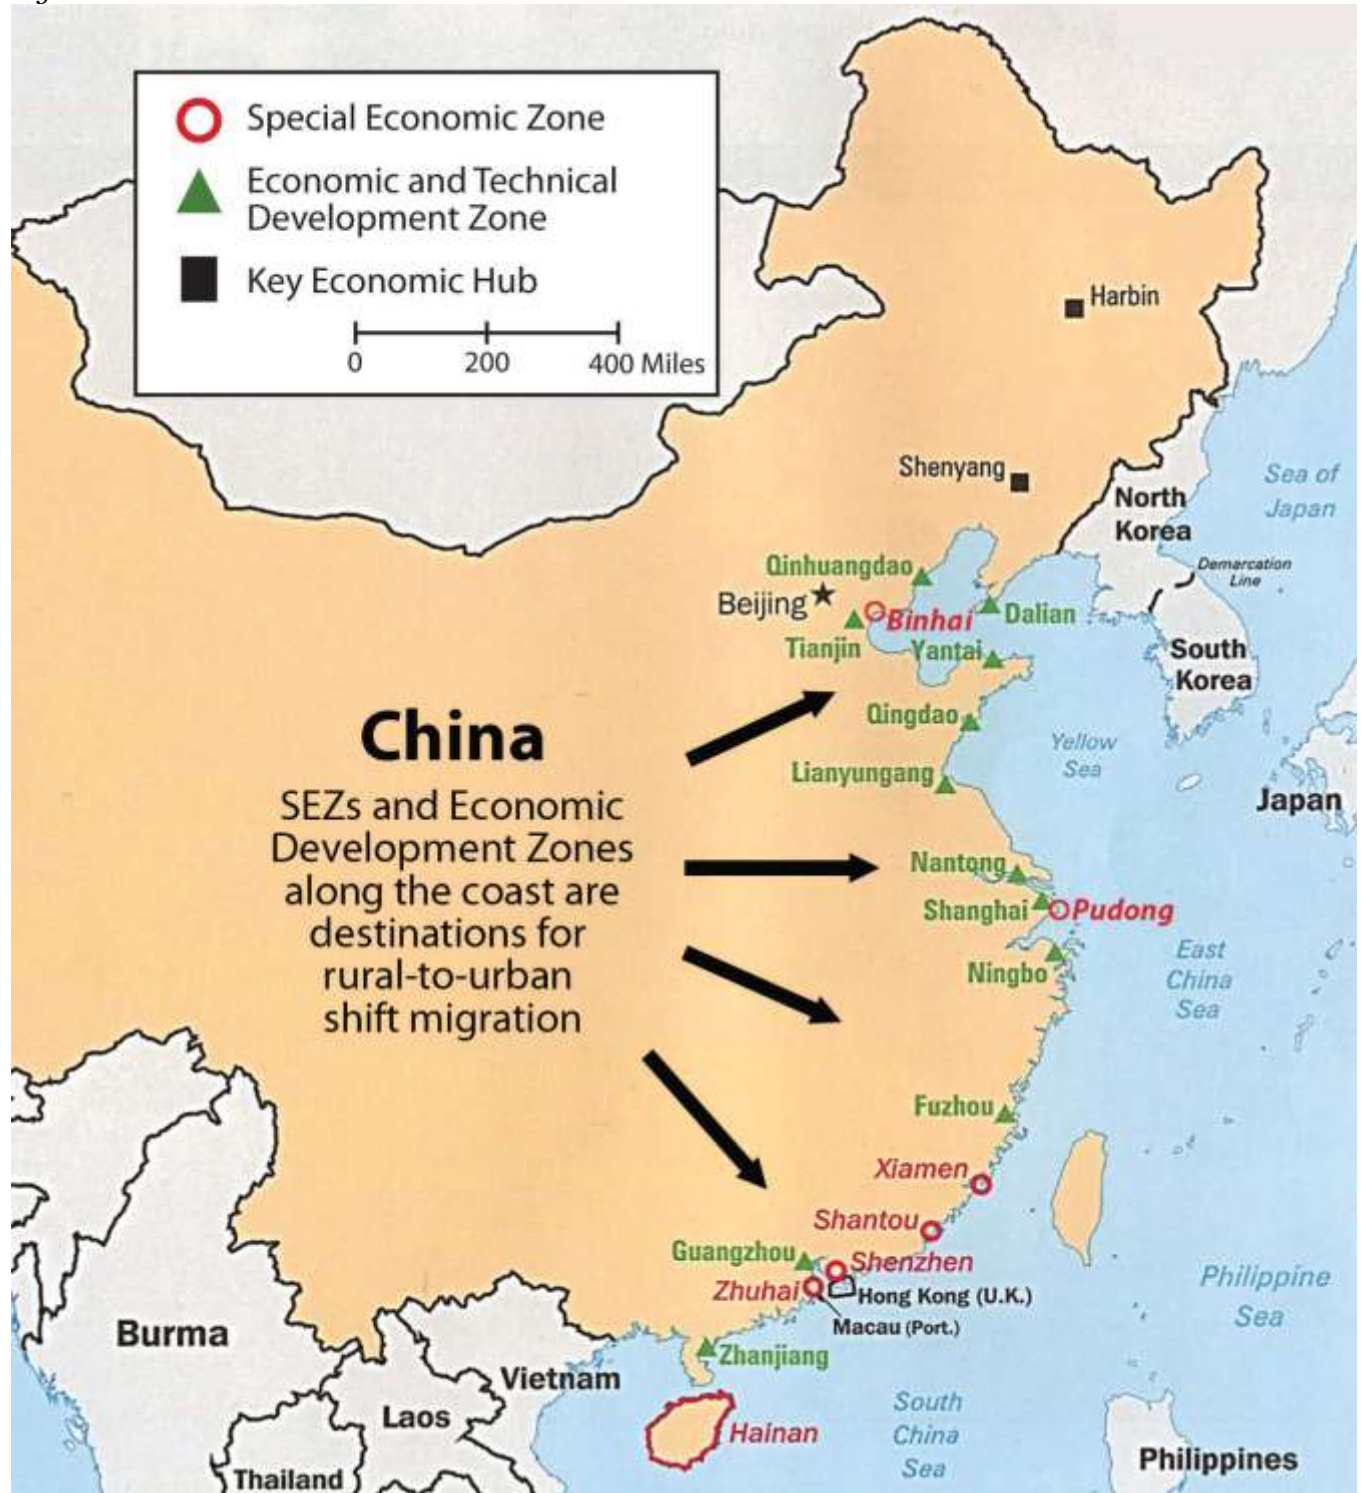 Special Economic Zone
Economic and Technical
Development Zone
Key Economic Hub
0 200 400 Miles
Harbin
Shenyang
North
Korea
Sea of
Japan
Demarcation
Line
Qinhuangdao
Beijing
Binhai
Dalian
Tianjin
Yantai
South
Korea
Qingdao
Yellow
Sea
Lianyungang
Japan
China
SEZs and Economic
Development Zones
along the coast are
destinations for
rural-to-urban
shift migration
Nantong
Shanghai
Pudong
Ningbo
East
China
Sea
Fuzhou
Xiamen
Shantou
Guangzhou
Shenzhen
Zhuhai
Hong Kong (U.K.)
Macau (Port.)
Philippine
Sea
Burma
Zhanjiang
Vietnam
Laos
Hainan
South
China
Sea
Thailand
Philippines